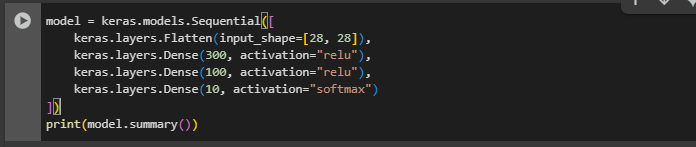 model = keras.models.Sequential([
    keras.layers.Flatten(input_shape=[28, 28]),
    keras.layers.Dense(300, activation="relu"),
    keras.layers.Dense(100, activation="relu"),
    keras.layers.Dense(10, activation="softmax")
])
print(model.summary())